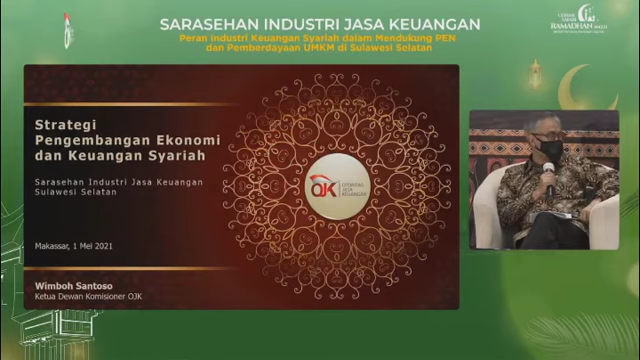 SARASEHAN INDUSTRI JASA KEUANGAN
Peran industri Keuangan Syariah dalam Mendukung PEN
dan Pemberdayaan UMKM di Sulawesi Selatan
RAMADHAN
Strategi
Pengembangan Ekonomi
dan Keuangan Syariah
Sarasehan Industri Jasa Keuangan
Sulawesi Selatan
Makassar, 1 Mei 2021
Wimboh Santoso
Ketua Dewan Komisioner OJK
OJK
OTORITAS
JASA
KEUANGAN